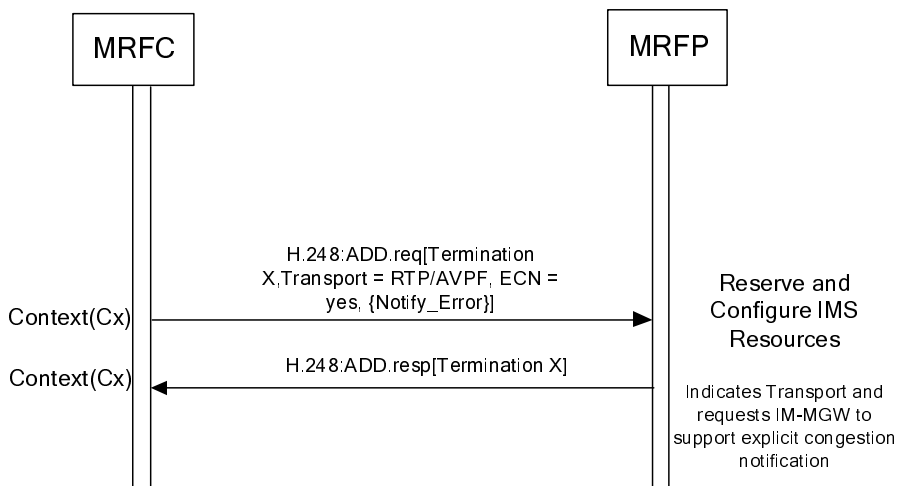 MRFC
MRFP
H.248:ADD.req[Termination
X,Transport = RTP/AVPF, ECN =
yes, {Notify_Error}]
Context(Cx)
Reserve and
Configure IMS
Resources
H.248:ADD.resp[Termination X]
Context(Cx)
Indicates Transport and
requests IM-MGW to
support explicit congestion
notification